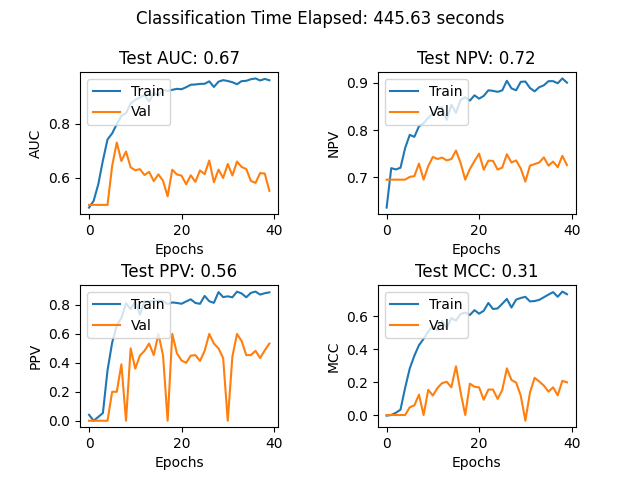 Classification Time Elapsed: 445.63 seconds
Test AUC: 0.67
AUC
0.8
0.6
Train
Val
0
20
40
Epochs
Test NPV: 0.72
NPV
0.9
0.8
0.7
Train
Val
0
20
40
Epochs
Test PPV: 0.56
PPV
0.8
0.6
0.4
0.2
0.0
Train
Val
0
20
40
Epochs
Test MCC: 0.31
MCC
0.6
0.4
0.2
0.0
Train
Val
0
20
40
Epochs